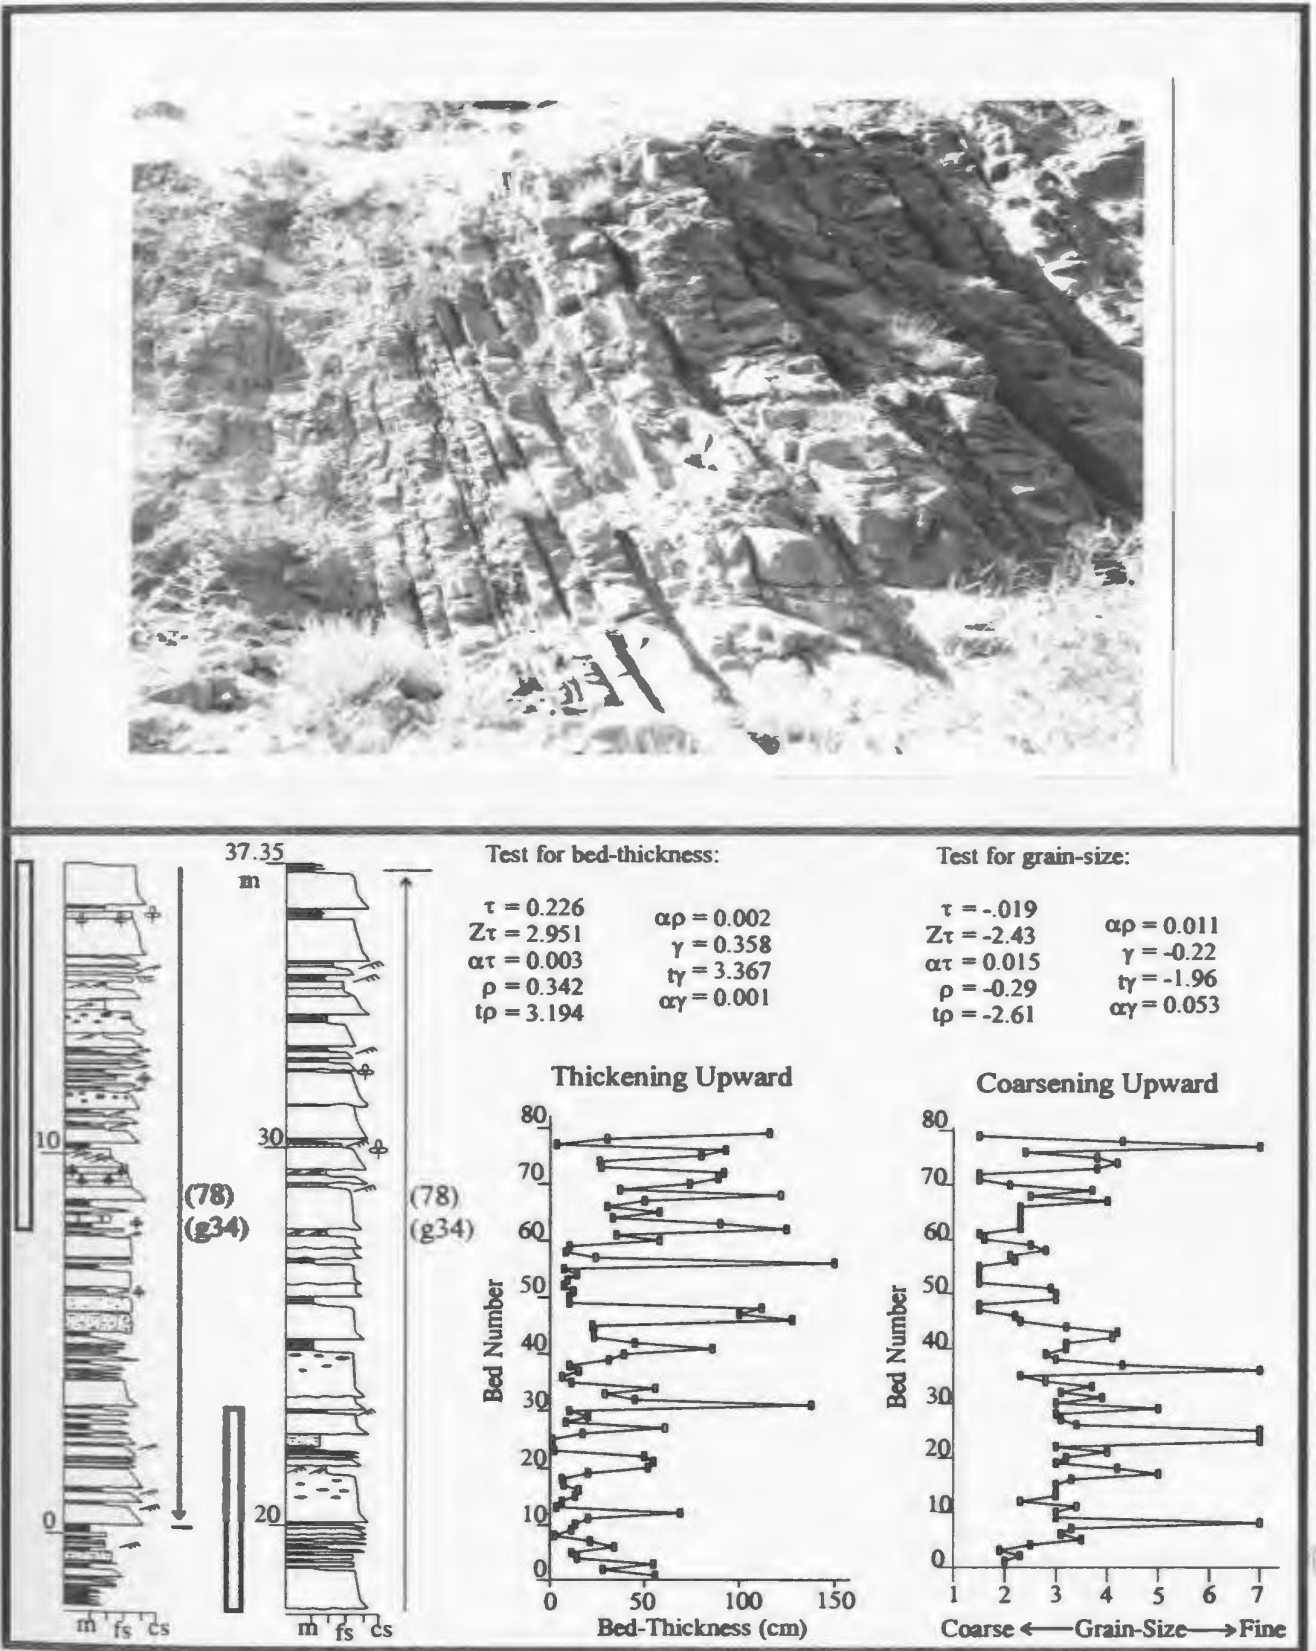 37.35
m
10
0
m fs cs
(78)
(g34)
30
20
m fs cs
(78)
(g34)
Test for bed-thickness:
τ = 0.226
Zτ = 2.951
ατ = 0.003
ρ = 0.342
tρ = 3.194
αρ = 0.002
γ = 0.358
tγ = 3.367
αγ = 0.001
Test for grain-size:
τ = -.019
Zτ = -2.43
ατ = 0.015
ρ = -0.29
tρ = -2.61
αρ = 0.011
γ = -0.22
tγ = -1.96
αγ = 0.053
Thickening Upward
80
70
60
50
40
30
20
10
0
Bed Number
0 50 100 150
Bed-Thickness (cm)
Coarsening Upward
80
70
60
50
40
30
20
10
0
Bed Number
1 2 3 4 5 6 7
Coarse ←—Grain-Size—→ Fine